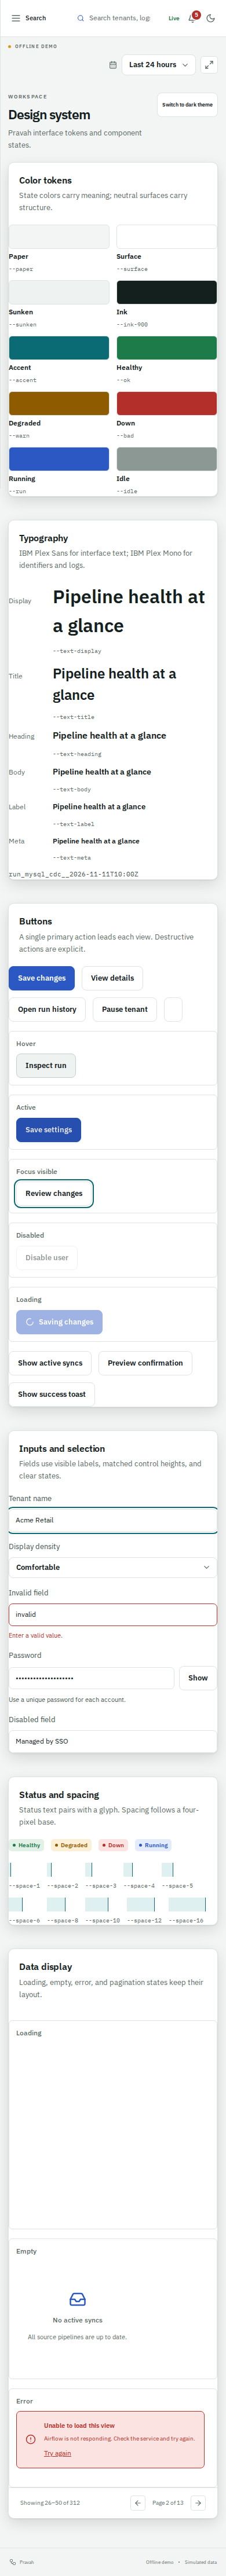 Search
Search tenants, log
Live
5
OFFLINE DEMO
Last 24 hours
WORKSPACE
Design system
Pravah interface tokens and component
states.
Switch to dark theme
Color tokens
State colors carry meaning; neutral surfaces carry
structure.
Paper
--paper
Surface
--surface
Sunken
--sunken
Ink
--ink-900
Accent
--accent
Healthy
--ok
Degraded
--warn
Down
--bad
Running
--run
Idle
--idle
Typography
IBM Plex Sans for interface text; IBM Plex Mono for
identifiers and logs.
Display
Pipeline health at
a glance
--text-display
Title
Pipeline health at a
glance
--text-title
Heading
Pipeline health at a glance
--text-heading
Body
Pipeline health at a glance
--text-body
Label
Pipeline health at a glance
--text-label
Meta
Pipeline health at a glance
--text-meta
run_mysql_cdc__2026-11-11T10:00Z
Buttons
A single primary action leads each view. Destructive
actions are explicit.
Save changes
View details
Open run history
Pause tenant
Hover
Inspect run
Active
Save settings
Focus visible
Review changes
Disabled
Disable user
Loading
Saving changes
Show active syncs
Preview confirmation
Show success toast
Inputs and selection
Fields use visible labels, matched control heights, and
clear states.
Tenant name
Acme Retail
Display density
Comfortable
Invalid field
invalid
Enter a valid value.
Password
Show
Use a unique password for each account.
Disabled field
Managed by SSO
Status and spacing
Status text pairs with a glyph. Spacing follows a four-
pixel base.
Healthy
Degraded
Down
Running
--space-1
--space-2
--space-3
--space-4
--space-5
--space-6
--space-8
--space-10
--space-12
--space-16
Data display
Loading, empty, error, and pagination states keep their
layout.
Loading
Empty
No active syncs
All source pipelines are up to date.
Error
Unable to load this view
Airflow is not responding. Check the service and try again.
Try again
Showing 26–50 of 312
Page 2 of 13
Pravah
Offline demo • Simulated data